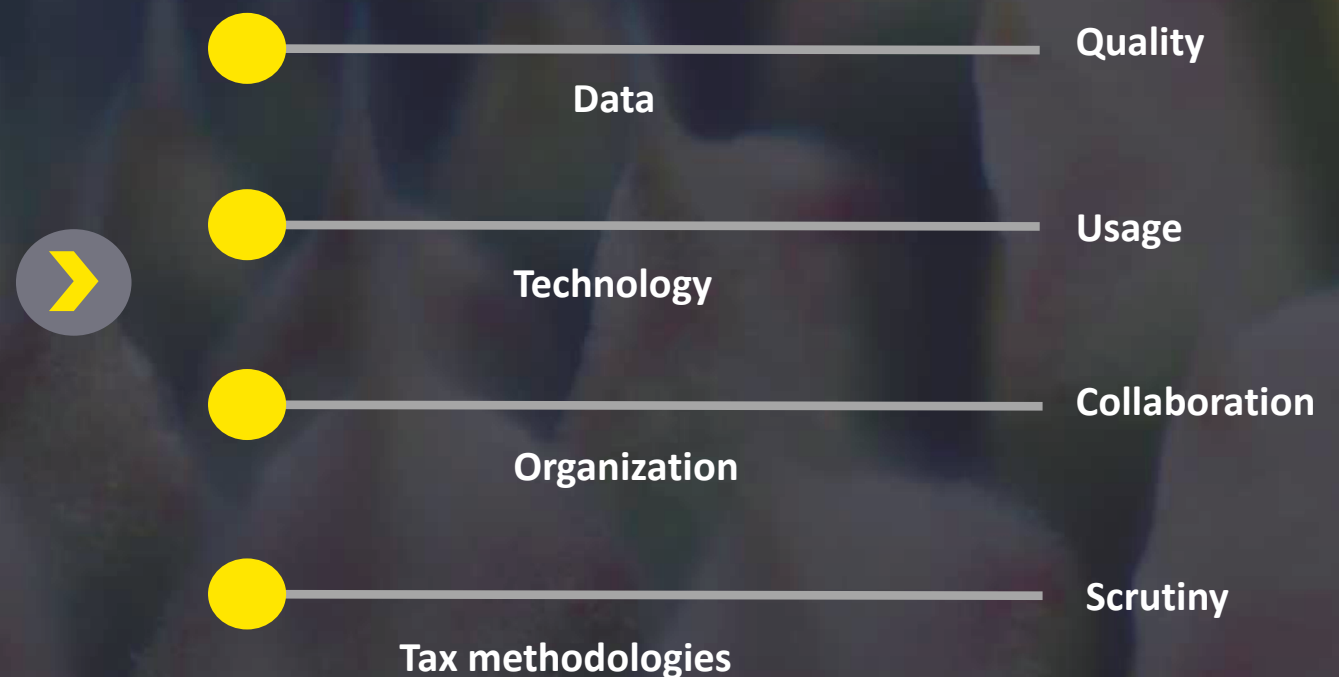 Quality
Data
Usage
Technology
Collaboration
Organization
Scrutiny
Tax methodologies